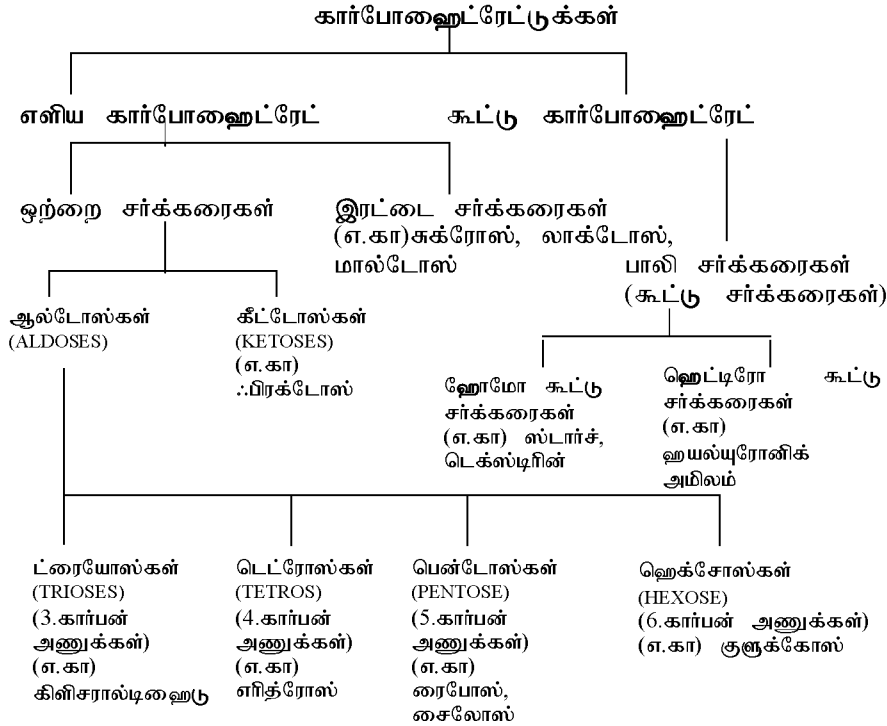 கார்போஹைட்ரேட்டுக்கள்
எளிய கார்போஹைட்ரேட்
கூட்டு கார்போஹைட்ரேட்
ஒற்றை சர்க்கரைகள்
இரட்டை சர்க்கரைகள்
(எ.கா)சுக்ரோஸ், லாக்டோஸ்,
மால்டோஸ்
பாலி சர்க்கரைகள்
(கூட்டு சர்க்கரைகள்)
ஆல்டோஸ்கள்
(ALDOSES)
கீட்டோஸ்கள்
(KETOSES)
(எ.கா)
ஃபிரக்டோஸ்
ஹோமோ கூட்டு
சர்க்கரைகள்
(எ.கா) ஸ்டார்ச்,
டெக்ஸ்டிரின்
ஹெட்டிரோ கூட்டு
சர்க்கரைகள்
(எ.கா)
ஹயல்யுரோனிக்
அமிலம்
ட்ரையோஸ்கள்
(TRIOSES)
(3.கார்பன்
அணுக்கள்)
(எ.கா)
கிளிசரால்டிஹைடு
டெட்ரோஸ்கள்
(TETROS)
(4.கார்பன்
அணுக்கள்)
(எ.கா)
எரித்ரோஸ்
பென்டோஸ்கள்
(PENTOSE)
(5.கார்பன்
அணுக்கள்)
(எ.கா)
ரைபோஸ்,
சைலோஸ்
ஹெக்சோஸ்கள்
(HEXOSE)
(6.கார்பன் அணுக்கள்)
(எ.கா) குளுக்கோஸ்